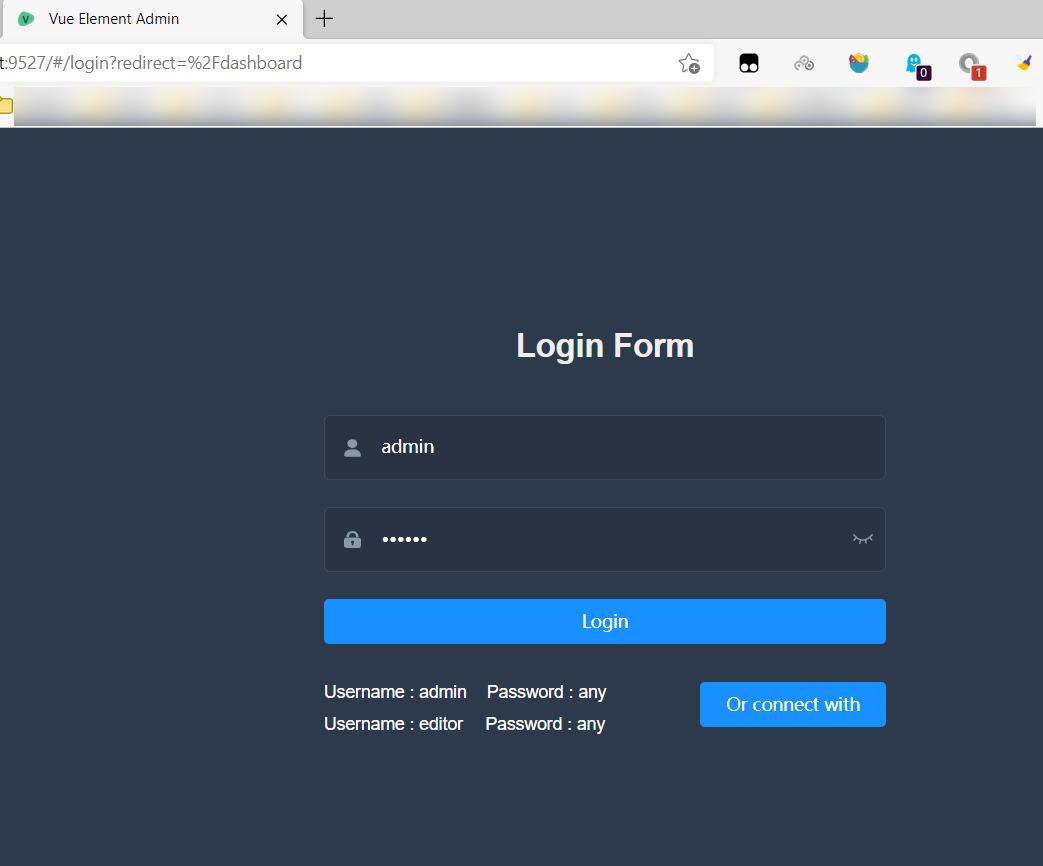 Vue Element Admin
t:9527/#/login?redirect=%2Fdashboard
0
1
Login Form
admin
••••••
Login
Username : admin Password : any
Username : editor Password : any
Or connect with